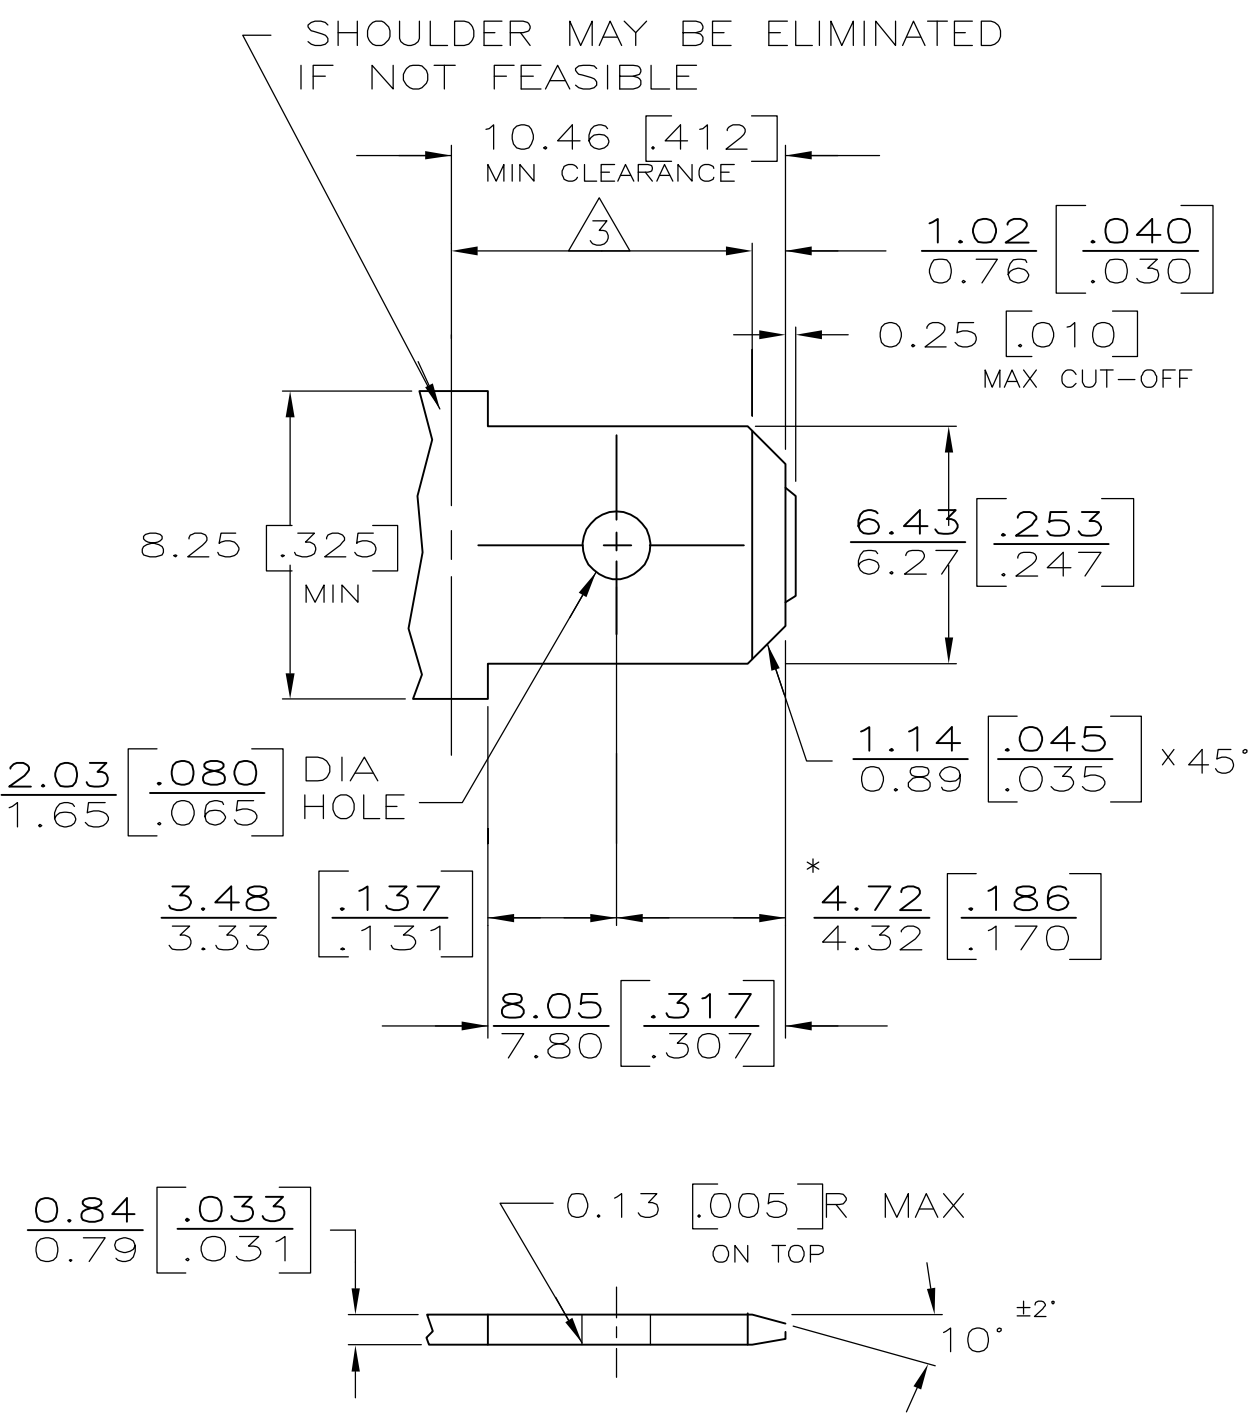 SHOULDER MAY BE ELIMINATED
IF NOT FEASIBLE
10.46 [.412]
MIN CLEARANCE
3
1.02 [.040
0.76 .030]
0.25 [.010]
MAX CUT-OFF
8.25 [.325]
MIN
6.43 [.253
6.27 .247]
1.14 [.045
0.89 .035] x 45°
2.03 [.080 DIA
1.65 .065] HOLE
3.48 [.137
3.33 .131]
*
4.72 [.186
4.32 .170]
8.05 [.317
7.80 .307]
0.84 [.033
0.79 .031]
0.13 [.005]R MAX
ON TOP
10° ±2°